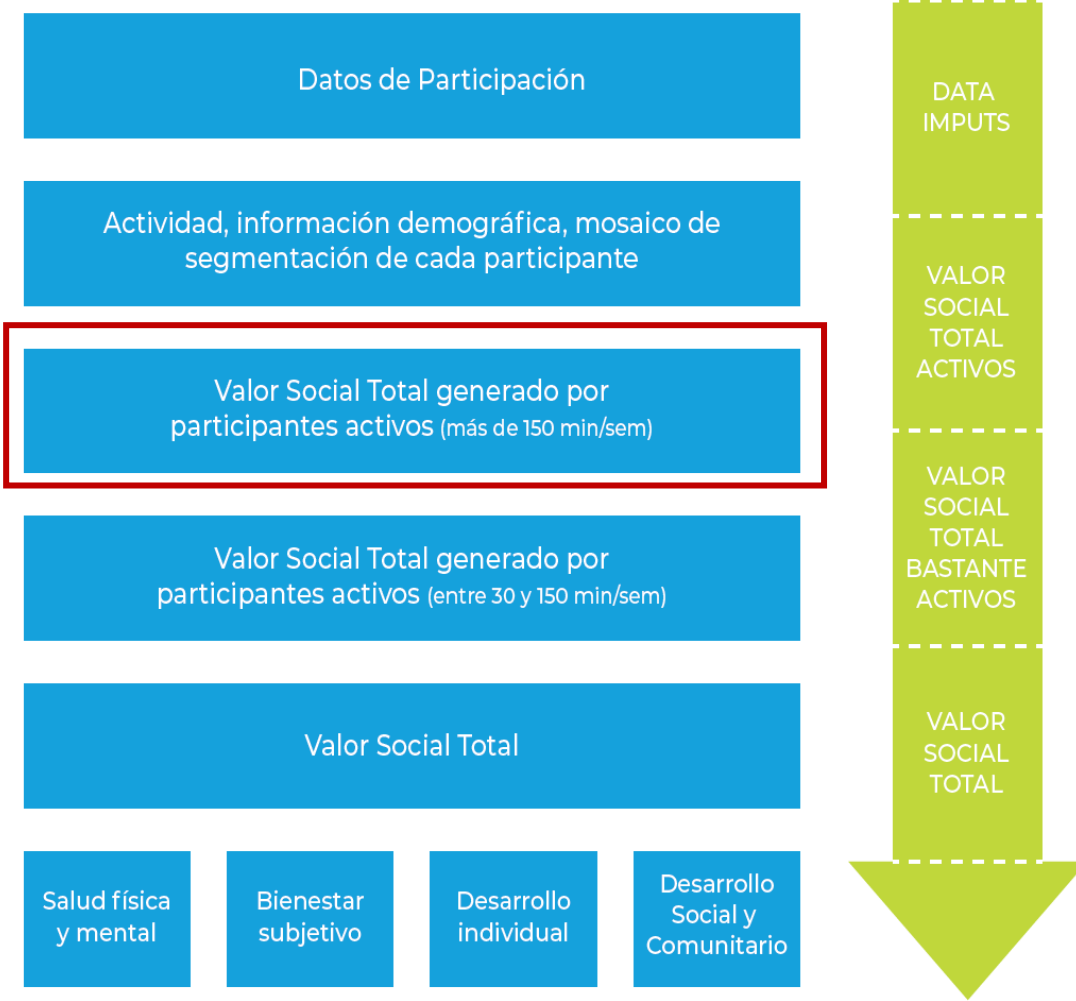 Datos de Participación
Actividad, información demográfica, mosaico de
segmentación de cada participante
Valor Social Total generado por
participantes activos (más de 150 min/sem)
Valor Social Total generado por
participantes activos (entre 30 y 150 min/sem)
Valor Social Total
Salud física
y mental
Bienestar
subjetivo
Desarrollo
individual
Desarrollo
Social y
Comunitario
DATA
IMPUTS
VALOR
SOCIAL
TOTAL
ACTIVOS
VALOR
SOCIAL
TOTAL
BASTANTE
ACTIVOS
VALOR
SOCIAL
TOTAL